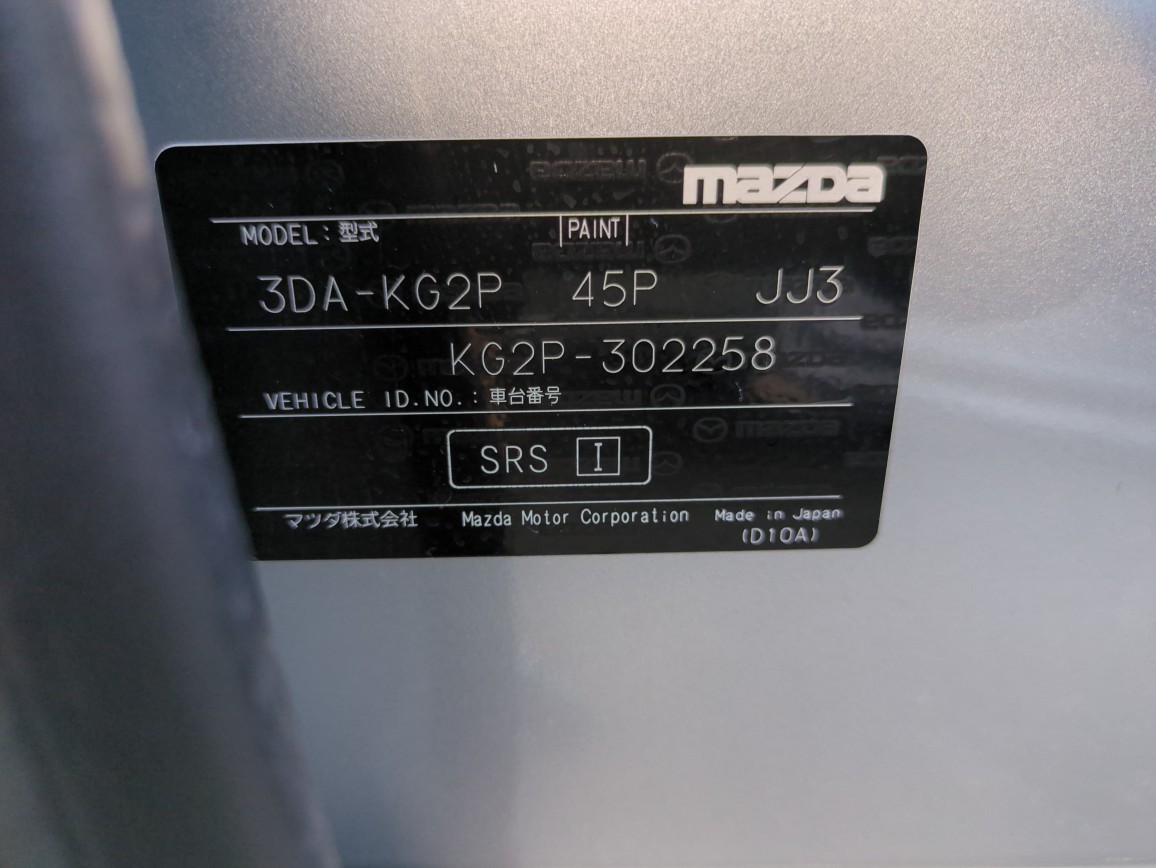 mazda
MODEL: 型式 PAINT
3DA-KG2P 45P JJ3
KG2P-302258
VEHICLE ID.NO.: 車台番号
SRS I
マツダ株式会社 Mazda Motor Corporation Made in Japan
(D10A)